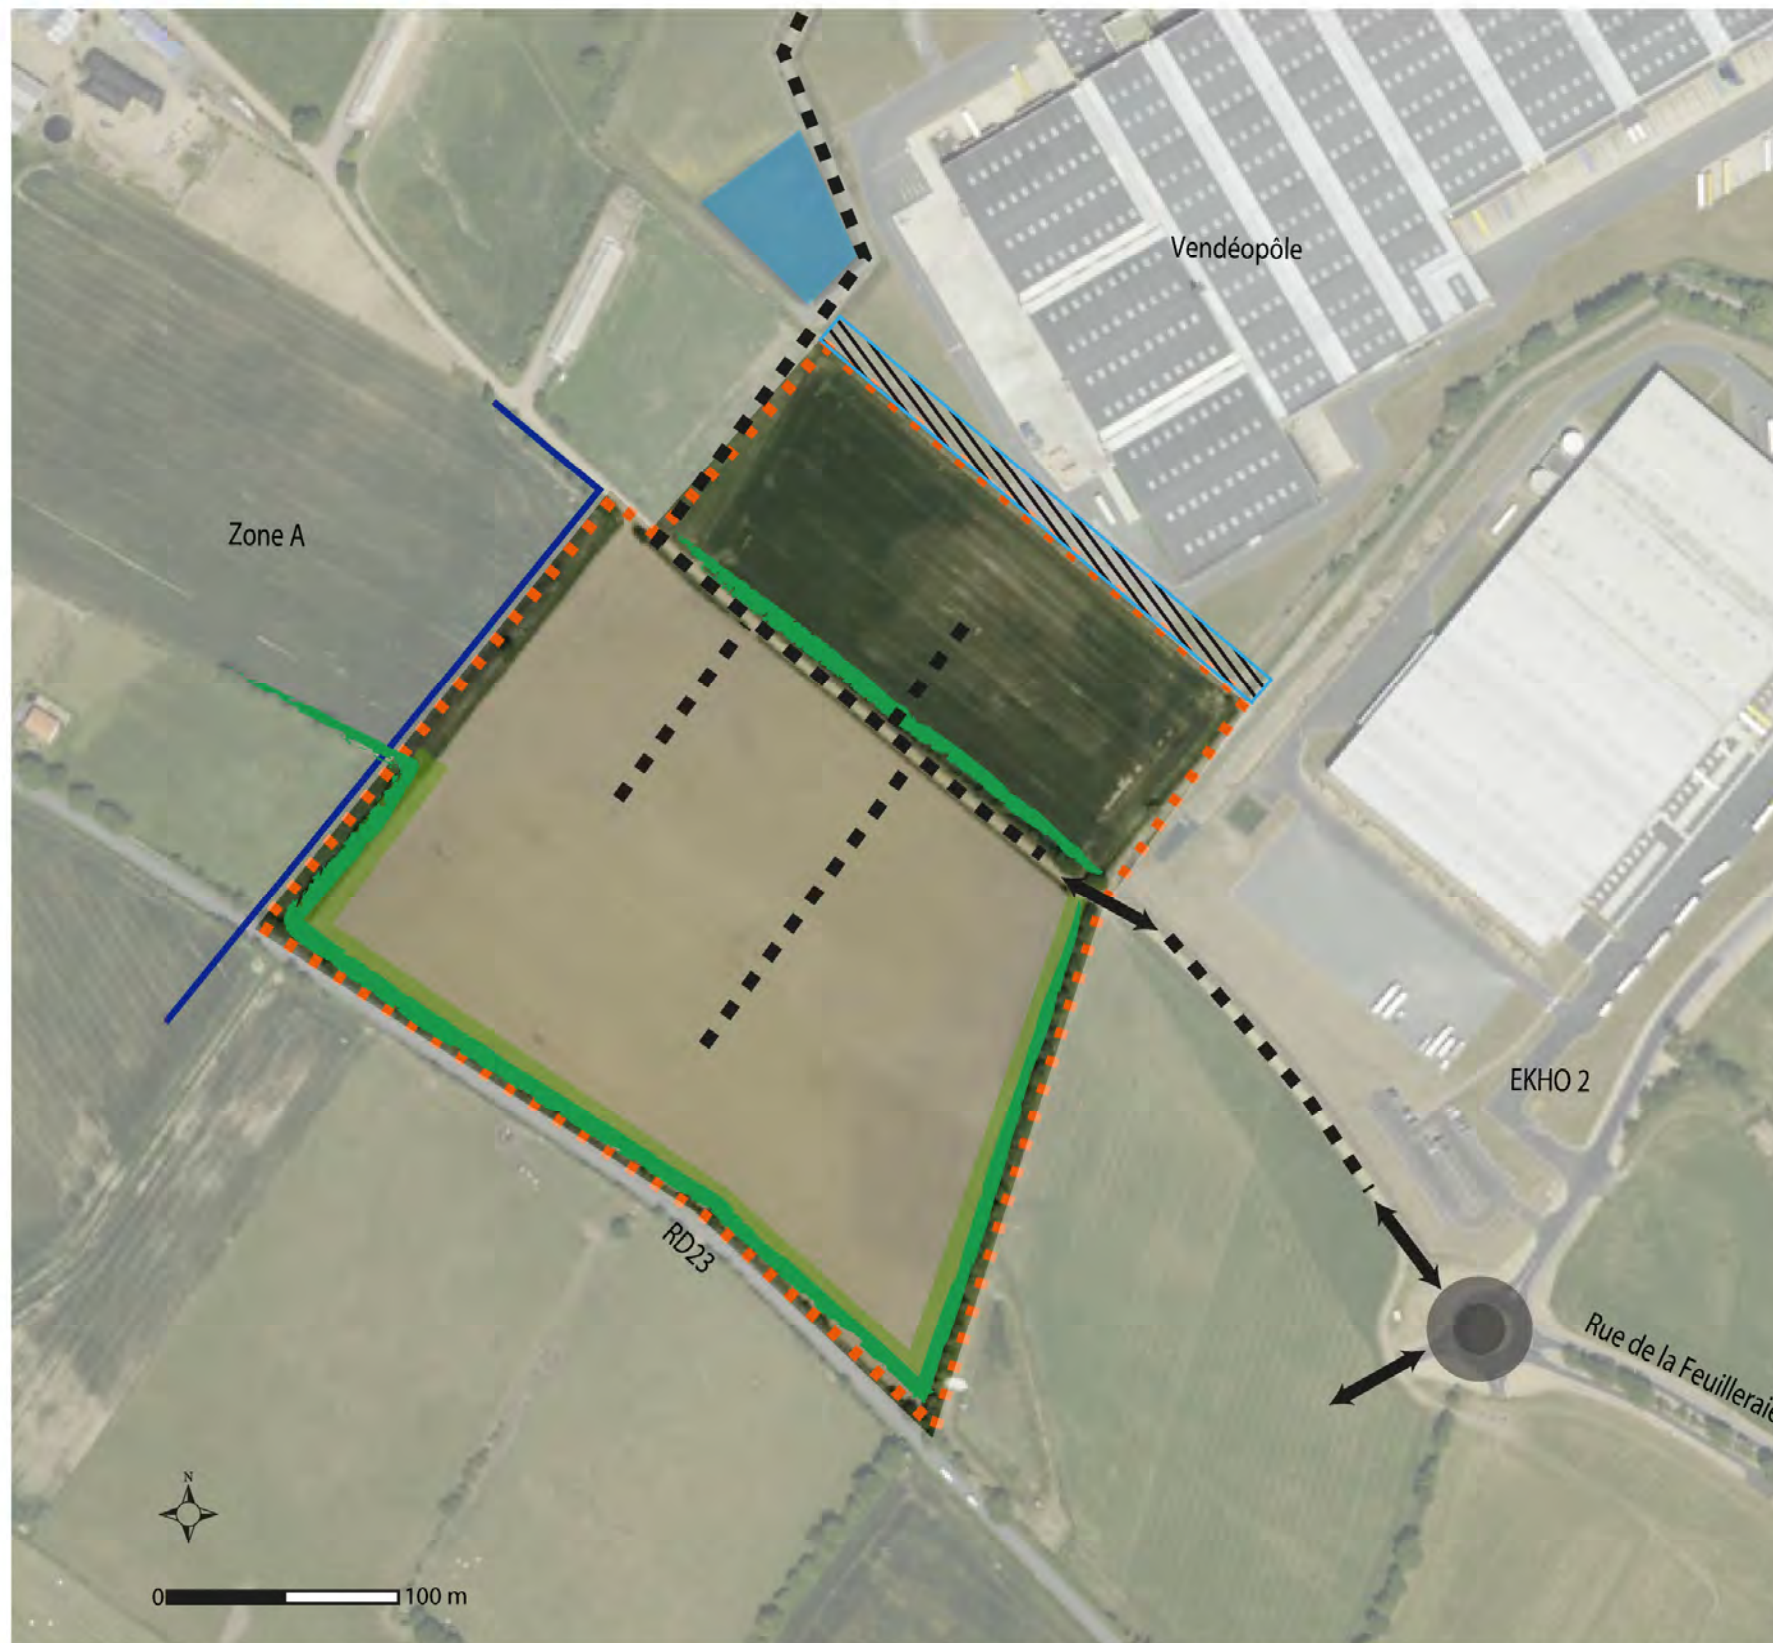 Vendéopôle
Zone A
EKHO 2
RD23
Rue de la Feuilleraie
N
0 100 m